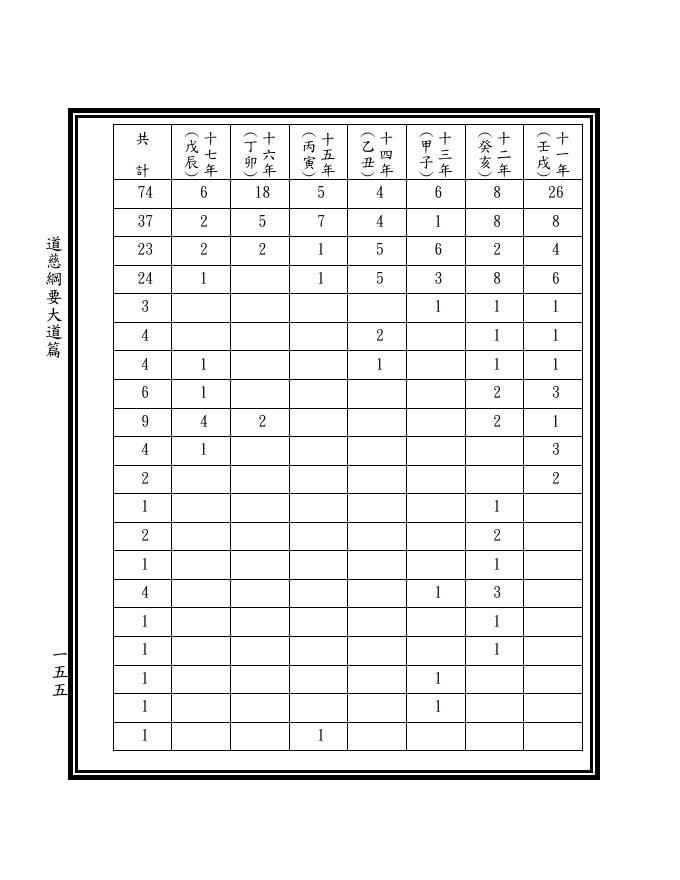 共計 十七年（戊辰） 十六年（丁卯） 十五年（丙寅） 十四年（乙丑） 十三年（甲子） 十二年（癸亥） 十一年（壬戌）
74 6 18 5 4 6 8 26
37 2 5 7 4 1 8 8
23 2 2 1 5 6 2 4
24 1 1 5 3 8 6
3 1 1 1
4 2 1 1
4 1 1 1 1
6 1 2 3
9 4 2 2 1
4 1 3
2 2
1 1
2 2
1 1
4 1 3
1 1
1 1
1 1
1 1
1 1
道慈綱要大道篇
一五五